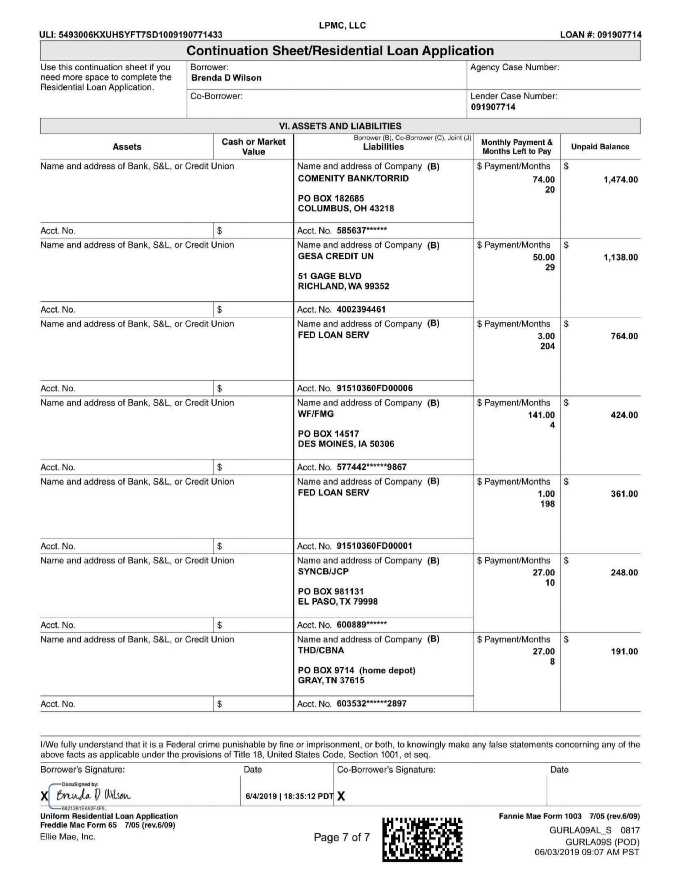 LPMC, LLC
ULI: 5493006KXUHSYFT7SD1009190771433 LOAN #: 091907714
Continuation Sheet/Residential Loan Application
Use this continuation sheet if you need more space to complete the Residential Loan Application.
Borrower:
Brenda D Wilson
Agency Case Number:
Co-Borrower:
Lender Case Number:
091907714
VI. ASSETS AND LIABILITIES
Assets
Cash or Market Value
Borrower (B), Co-Borrower (C), Joint (J)
Liabilities
Monthly Payment & Months Left to Pay
Unpaid Balance
Name and address of Bank, S&L, or Credit Union
Name and address of Company (B)
COMENITY BANK/TORRID
PO BOX 182685
COLUMBUS, OH 43218
$ Payment/Months
74.00
20
$
1,474.00
Acct. No. $ Acct. No. 585637******
Name and address of Bank, S&L, or Credit Union
Name and address of Company (B)
GESA CREDIT UN
51 GAGE BLVD
RICHLAND, WA 99352
$ Payment/Months
50.00
29
$
1,138.00
Acct. No. $ Acct. No. 4002394461
Name and address of Bank, S&L, or Credit Union
Name and address of Company (B)
FED LOAN SERV
$ Payment/Months
3.00
204
$
764.00
Acct. No. $ Acct. No. 91510360FD00006
Name and address of Bank, S&L, or Credit Union
Name and address of Company (B)
WF/FMG
PO BOX 14517
DES MOINES, IA 50306
$ Payment/Months
141.00
4
$
424.00
Acct. No. $ Acct. No. 577442******9867
Name and address of Bank, S&L, or Credit Union
Name and address of Company (B)
FED LOAN SERV
$ Payment/Months
1.00
198
$
361.00
Acct. No. $ Acct. No. 91510360FD00001
Name and address of Bank, S&L, or Credit Union
Name and address of Company (B)
SYNCB/JCP
PO BOX 981131
EL PASO, TX 79998
$ Payment/Months
27.00
10
$
248.00
Acct. No. $ Acct. No. 600889******
Name and address of Bank, S&L, or Credit Union
Name and address of Company (B)
THD/CBNA
PO BOX 9714 (home depot)
GRAY, TN 37615
$ Payment/Months
27.00
8
$
191.00
Acct. No. $ Acct. No. 603532******2897
I/We fully understand that it is a Federal crime punishable by fine or imprisonment, or both, to knowingly make any false statements concerning any of the
above facts as applicable under the provisions of Title 18, United States Code, Section 1001, et seq.
Borrower's Signature: Date Co-Borrower's Signature: Date
DocuSigned by:
X Brenda D Wilson 6/4/2019 | 18:35:12 PDT X
Uniform Residential Loan Application
Freddie Mac Form 65 7/05 (rev.6/09)
Ellie Mae, Inc.
Page 7 of 7
Fannie Mae Form 1003 7/05 (rev.6/09)
GURLA09AL_S 0817
GURLA09S (POD)
06/03/2019 09:07 AM PST